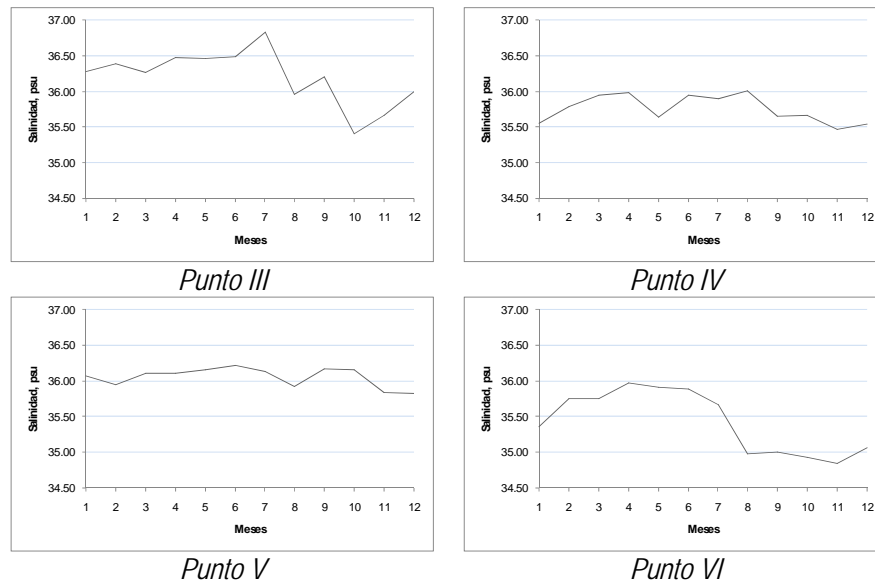 37.00
36.50
36.00
35.50
35.00
34.50
Salinidad, psu
1 2 3 4 5 6 7 8 9 10 11 12
Meses
Punto III
37.00
36.50
36.00
35.50
35.00
34.50
Salinidad, psu
1 2 3 4 5 6 7 8 9 10 11 12
Meses
Punto IV
37.00
36.50
36.00
35.50
35.00
34.50
Salinidad, psu
1 2 3 4 5 6 7 8 9 10 11 12
Meses
Punto V
37.00
36.50
36.00
35.50
35.00
34.50
Salinidad, psu
1 2 3 4 5 6 7 8 9 10 11 12
Meses
Punto VI